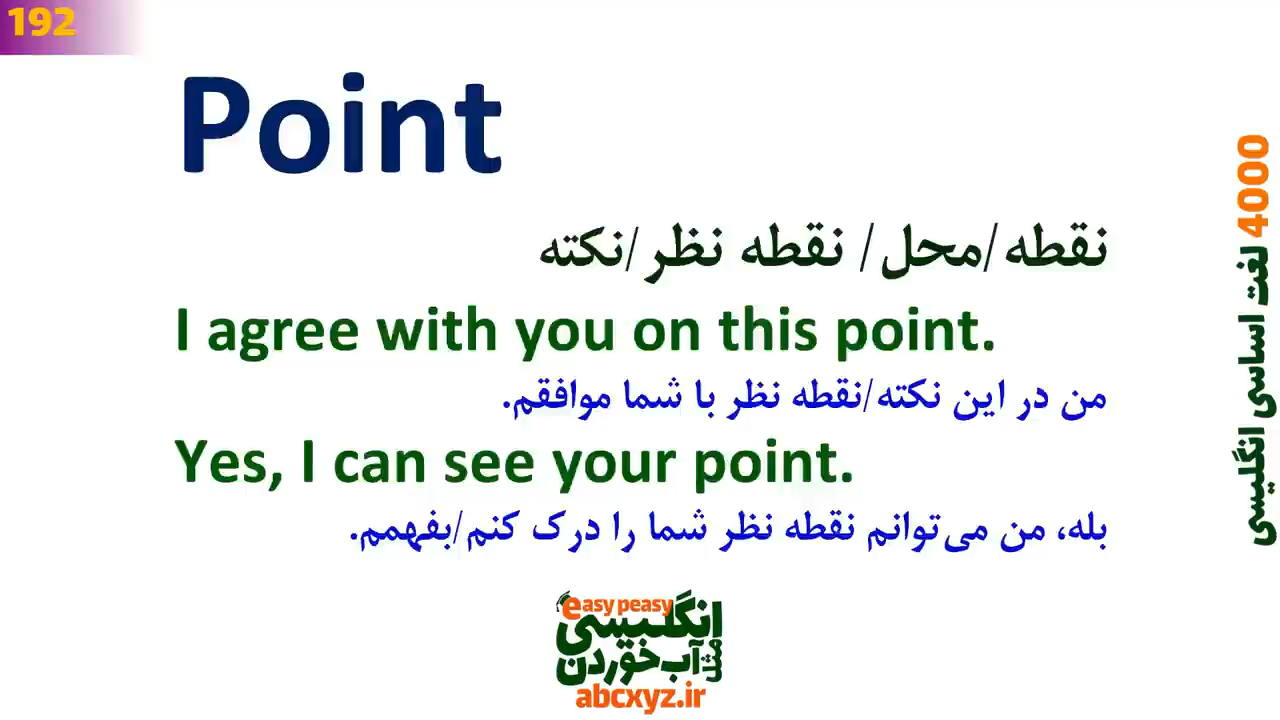 192
Point
نقطه/محل/ نقطه نظر/نکته
I agree with you on this point.
من در این نکته/نقطه نظر با شما موافقم.
Yes, I can see your point.
بله، من می‌توانم نقطه نظر شما را درک کنم/بفهمم.
4000 لغت اساسی انگلیسی
easy peasy
انگلیسی
مثل آب خوردن
abcxyz.ir